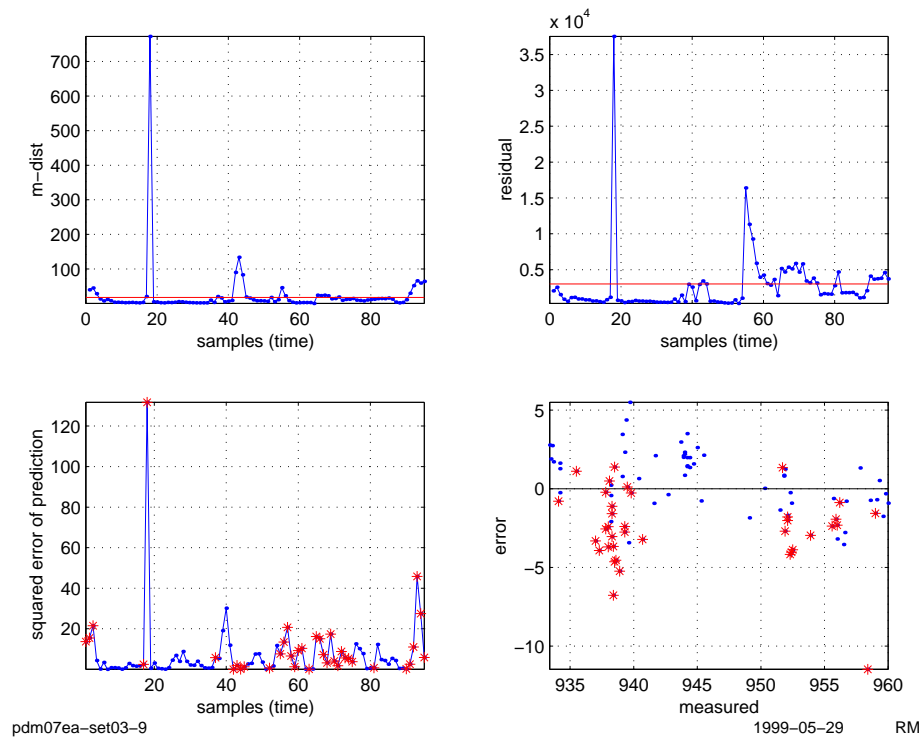 700
600
500
400
300
200
100
m−dist
0 20 40 60 80
samples (time)
x 10^4
3.5
3
2.5
2
1.5
1
0.5
residual
0 20 40 60 80
samples (time)
120
100
80
60
40
20
squared error of prediction
20 40 60 80
samples (time)
5
0
−5
−11
error
935 940 945 950 955 960
measured
pdm07ea−set03−9 1999−05−29 RM